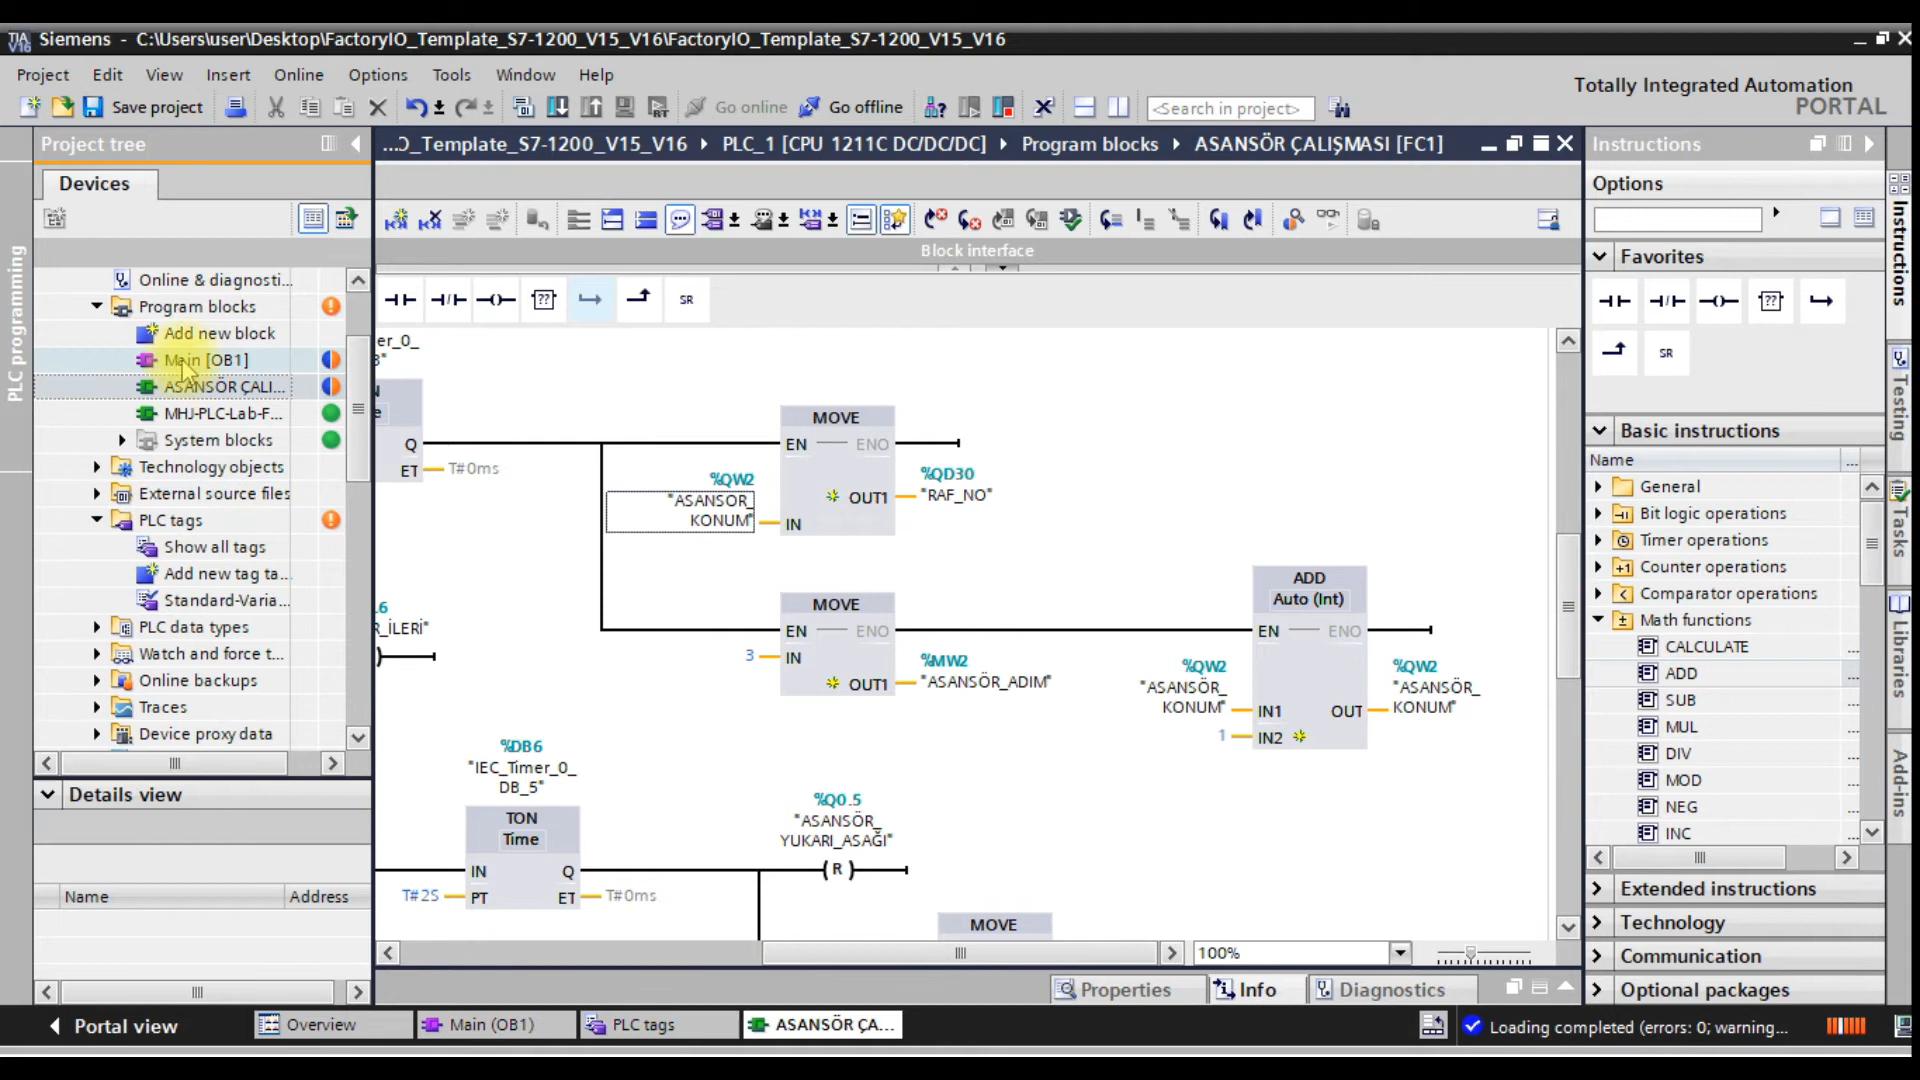 Siemens - C:\Users\user\Desktop\FactoryIO_Template_S7-1200_V15_V16\FactoryIO_Template_S7-1200_V15_V16
Project Edit View Insert Online Options Tools Window Help
Totally Integrated Automation
PORTAL
Save project
Go online
Go offline
<Search in project>
Project tree
...O_Template_S7-1200_V15_V16 PLC_1 [CPU 1211C DC/DC/DC] Program blocks ASANSÖR ÇALIŞMASI [FC1]
Instructions
Devices
Options
Block interface
PLC programming
Online & diagnosti...
Program blocks
Add new block
Main [OB1]
ASANSÖR ÇALI...
MHJ-PLC-Lab-F...
System blocks
Technology objects
External source files
PLC tags
Show all tags
Add new tag ta...
Standard-Varia...
PLC data types
Watch and force t...
Online backups
Traces
Device proxy data
Details view
Name Address
SR
er_0_
Q
ET T#0ms
MOVE
EN ENO
%QW2
"ASANSÖR_
KONUM"
IN
OUT1
%QD30
"RAF_NO"
R_İLERİ"
MOVE
EN ENO
3 IN
OUT1
%MW2
"ASANSÖR_ADIM"
ADD
Auto (Int)
EN ENO
%QW2
"ASANSÖR_
KONUM"
IN1 OUT
1 IN2
%QW2
"ASANSÖR_
KONUM"
%DB6
"IEC_Timer_0_
DB_5"
TON
Time
IN Q
T#2S PT ET T#0ms
%Q0.5
"ASANSÖR_
YUKARI_ASAĞI"
R
MOVE
100%
Properties Info Diagnostics
Favorites
SR
Basic instructions
Name ...
General
Bit logic operations
Timer operations
Counter operations
Comparator operations
Math functions
CALCULATE ...
ADD ...
SUB ...
MUL ...
DIV ...
MOD ...
NEG ...
INC ...
Extended instructions
Technology
Communication
Optional packages
Instructions
Testing
Tasks
Libraries
Add-ins
Portal view
Overview
Main (OB1)
PLC tags
ASANSÖR ÇA...
Loading completed (errors: 0; warning...